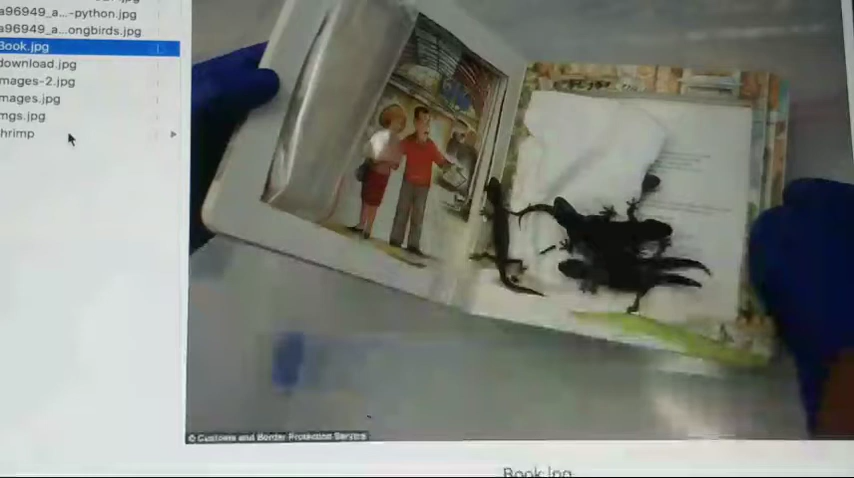 a96949_a...-python.jpg
a96949_a...ongbirds.jpg
Book.jpg
download.jpg
mages-2.jpg
mages.jpg
mgs.jpg
hrimp
© Customs and Border Protection Service
Book.jpg